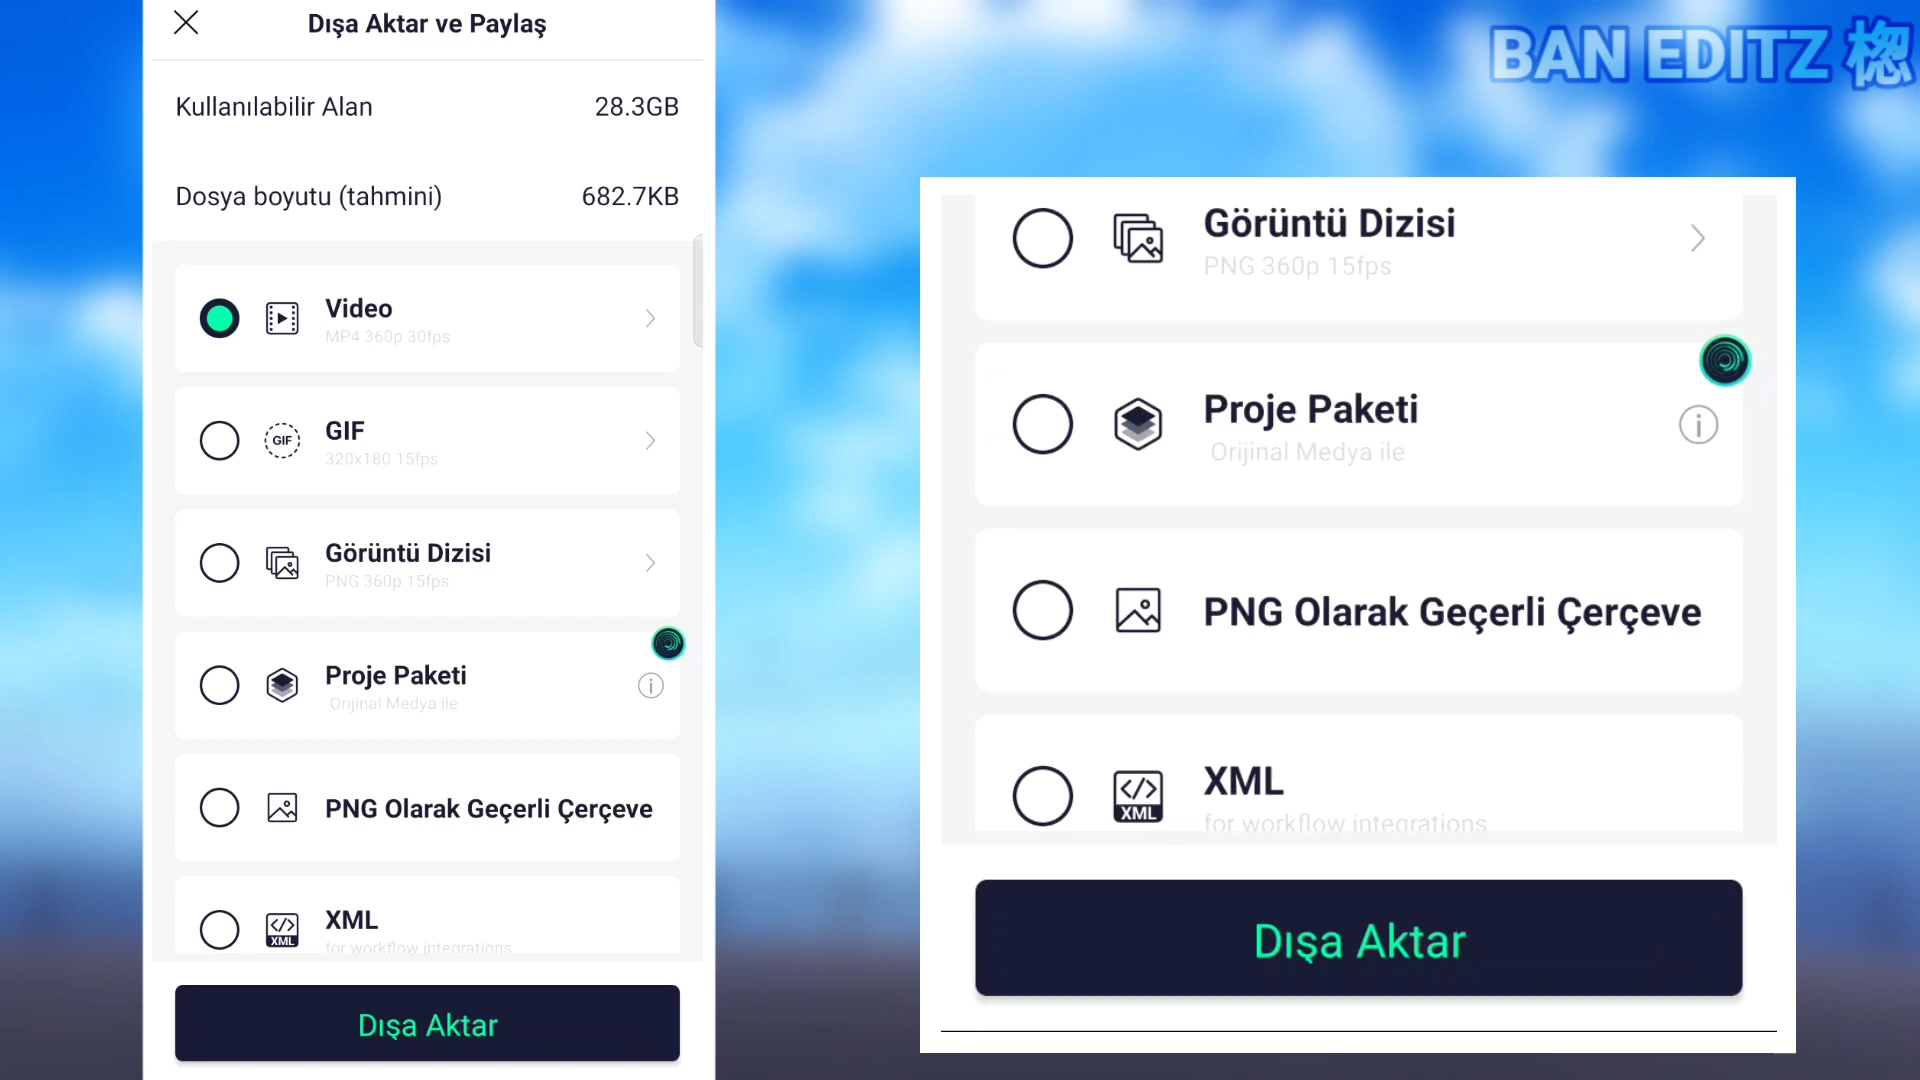 Dışa Aktar ve Paylaş
Kullanılabilir Alan 28.3GB
Dosya boyutu (tahmini) 682.7KB
Video
MP4 360p 30fps
GIF
GIF
320x180 15fps
Görüntü Dizisi
PNG 360p 15fps
Proje Paketi
Orijinal Medya ile
PNG Olarak Geçerli Çerçeve
XML
XML
for workflow integrations
Dışa Aktar
BAN EDITZ 楤
Görüntü Dizisi
PNG 360p 15fps
Proje Paketi
Orijinal Medya ile
PNG Olarak Geçerli Çerçeve
XML
XML
for workflow integrations
Dışa Aktar